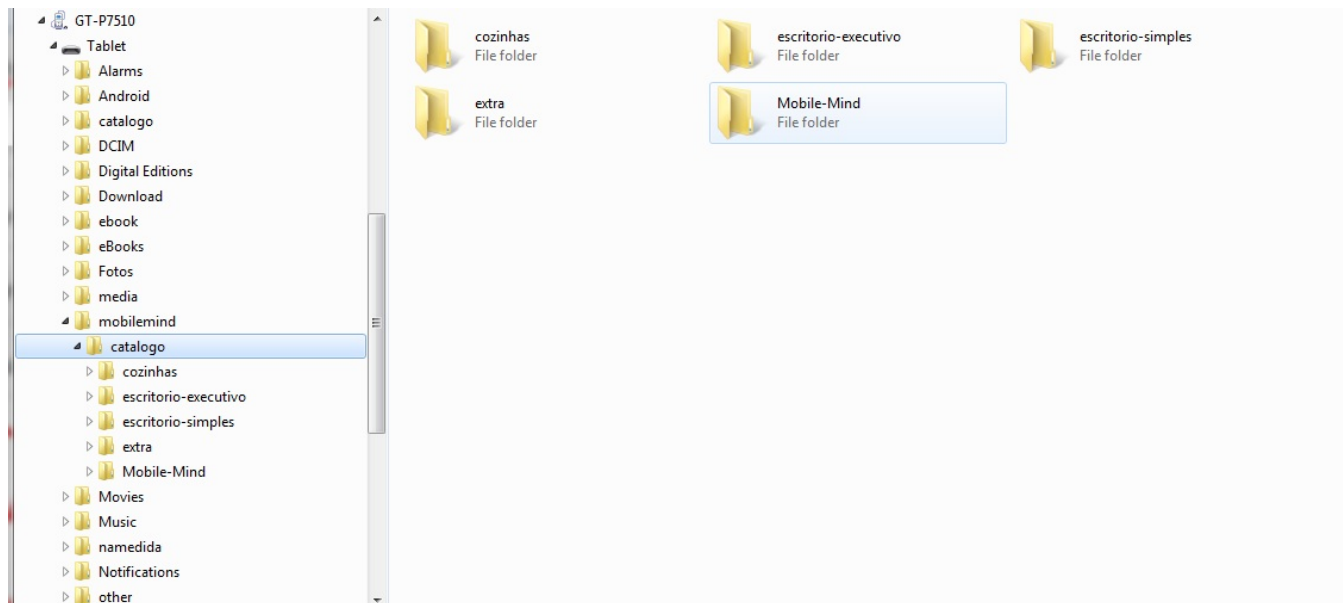 GT-P7510
Tablet
Alarms
Android
catalogo
DCIM
Digital Editions
Download
ebook
eBooks
Fotos
media
mobilemind
catalogo
cozinhas
escritorio-executivo
escritorio-simples
extra
Mobile-Mind
Movies
Music
namedida
Notifications
other
cozinhas
File folder
escritorio-executivo
File folder
escritorio-simples
File folder
extra
File folder
Mobile-Mind
File folder